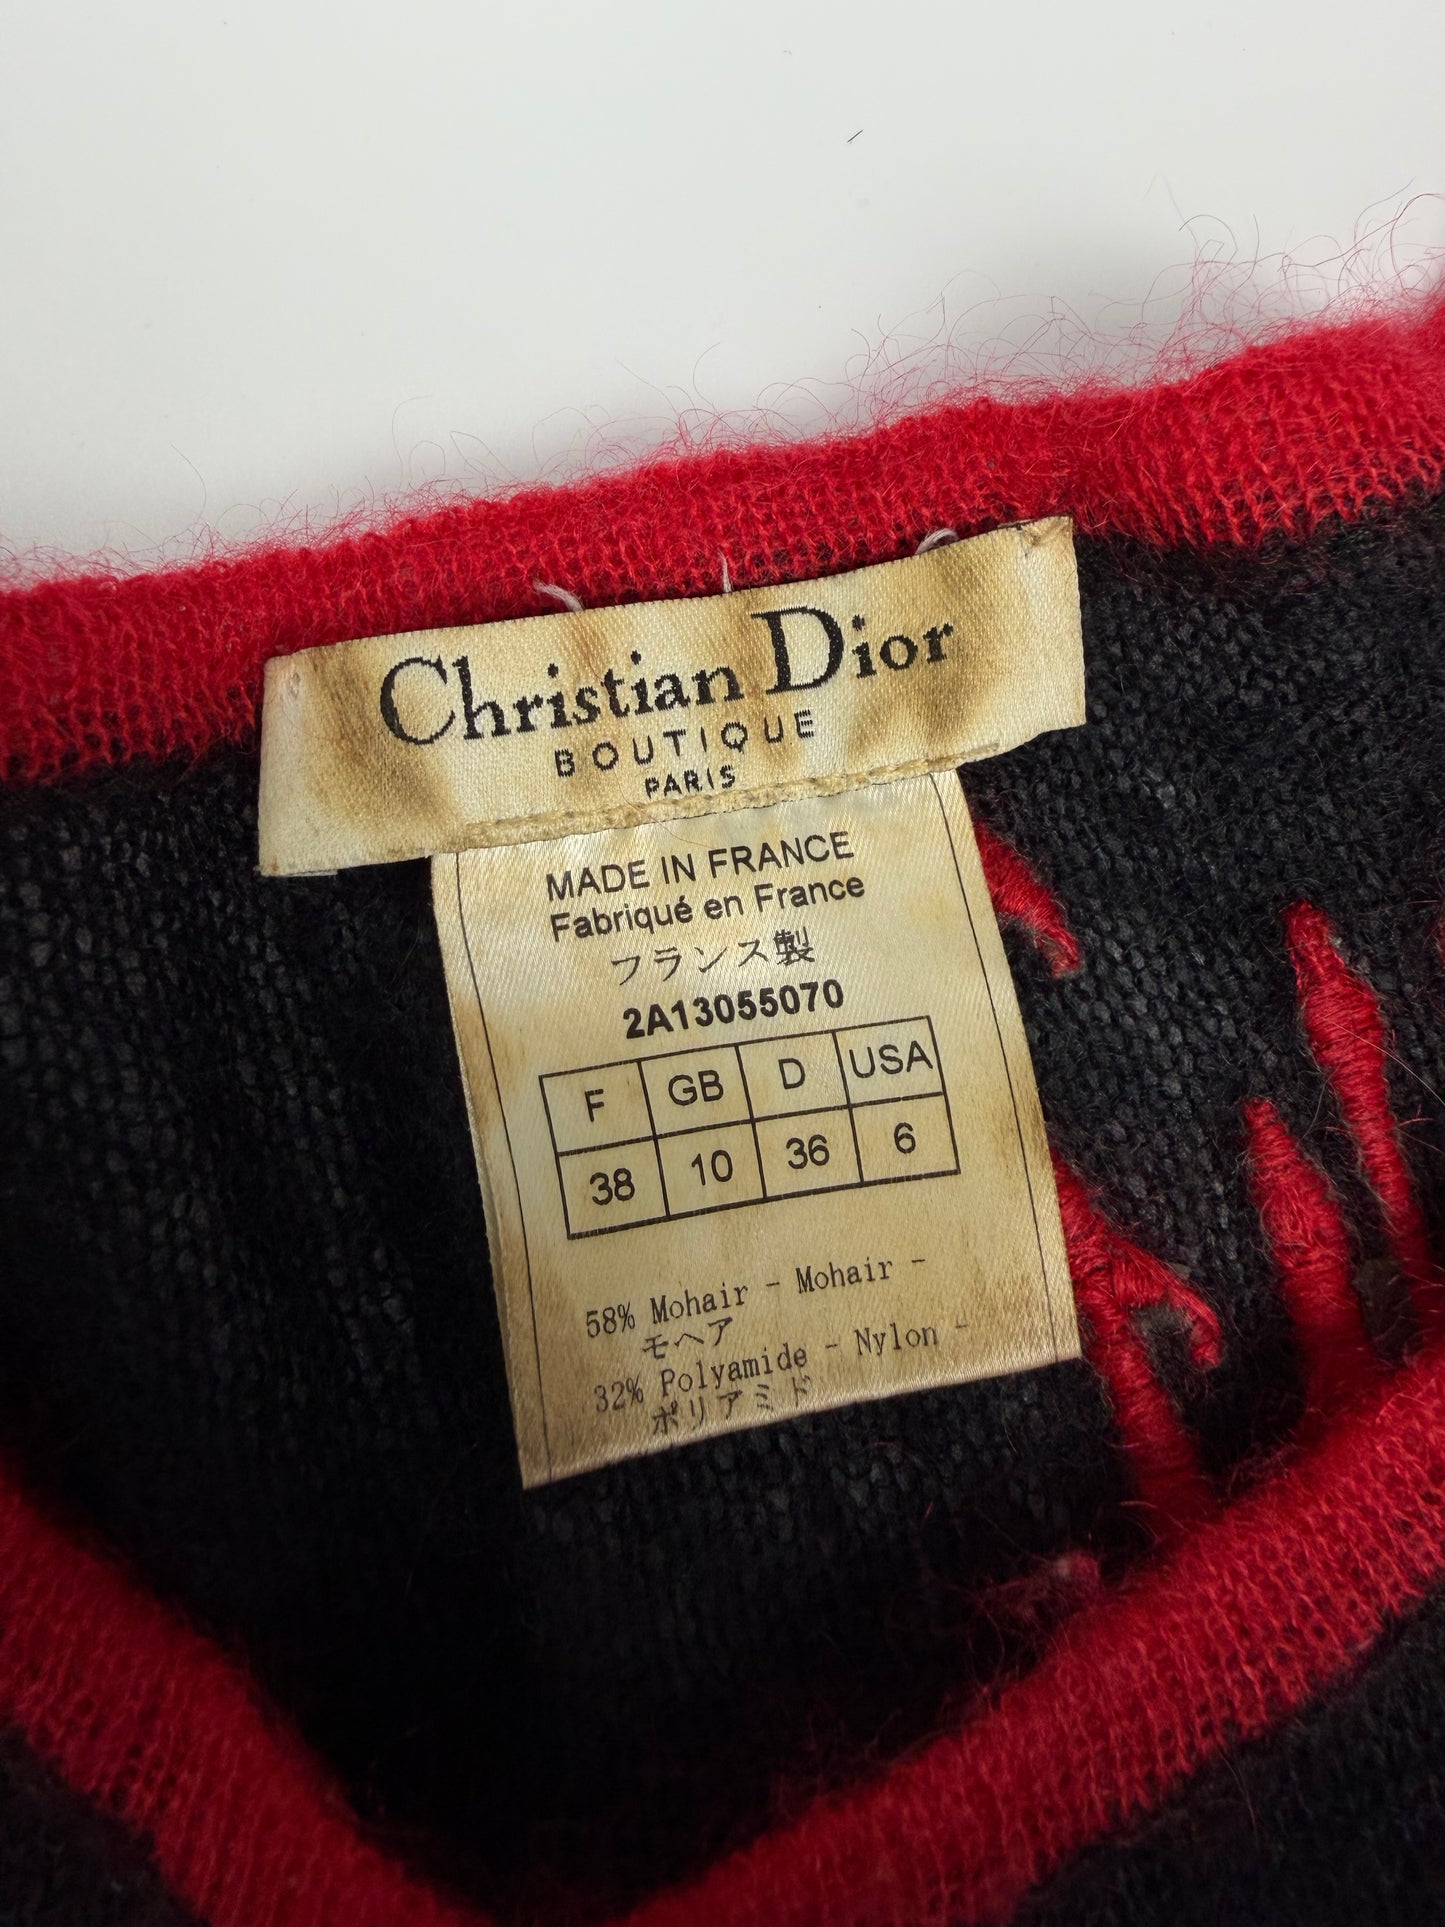 Christian Dior
BOUTIQUE
PARIS
MADE IN FRANCE
Fabriqué en France
フランス製
2A13055070
F GB D USA
38 10 36 6
58% Mohair - Mohair -
モヘア
32% Polyamide - Nylon -
ポリアミド